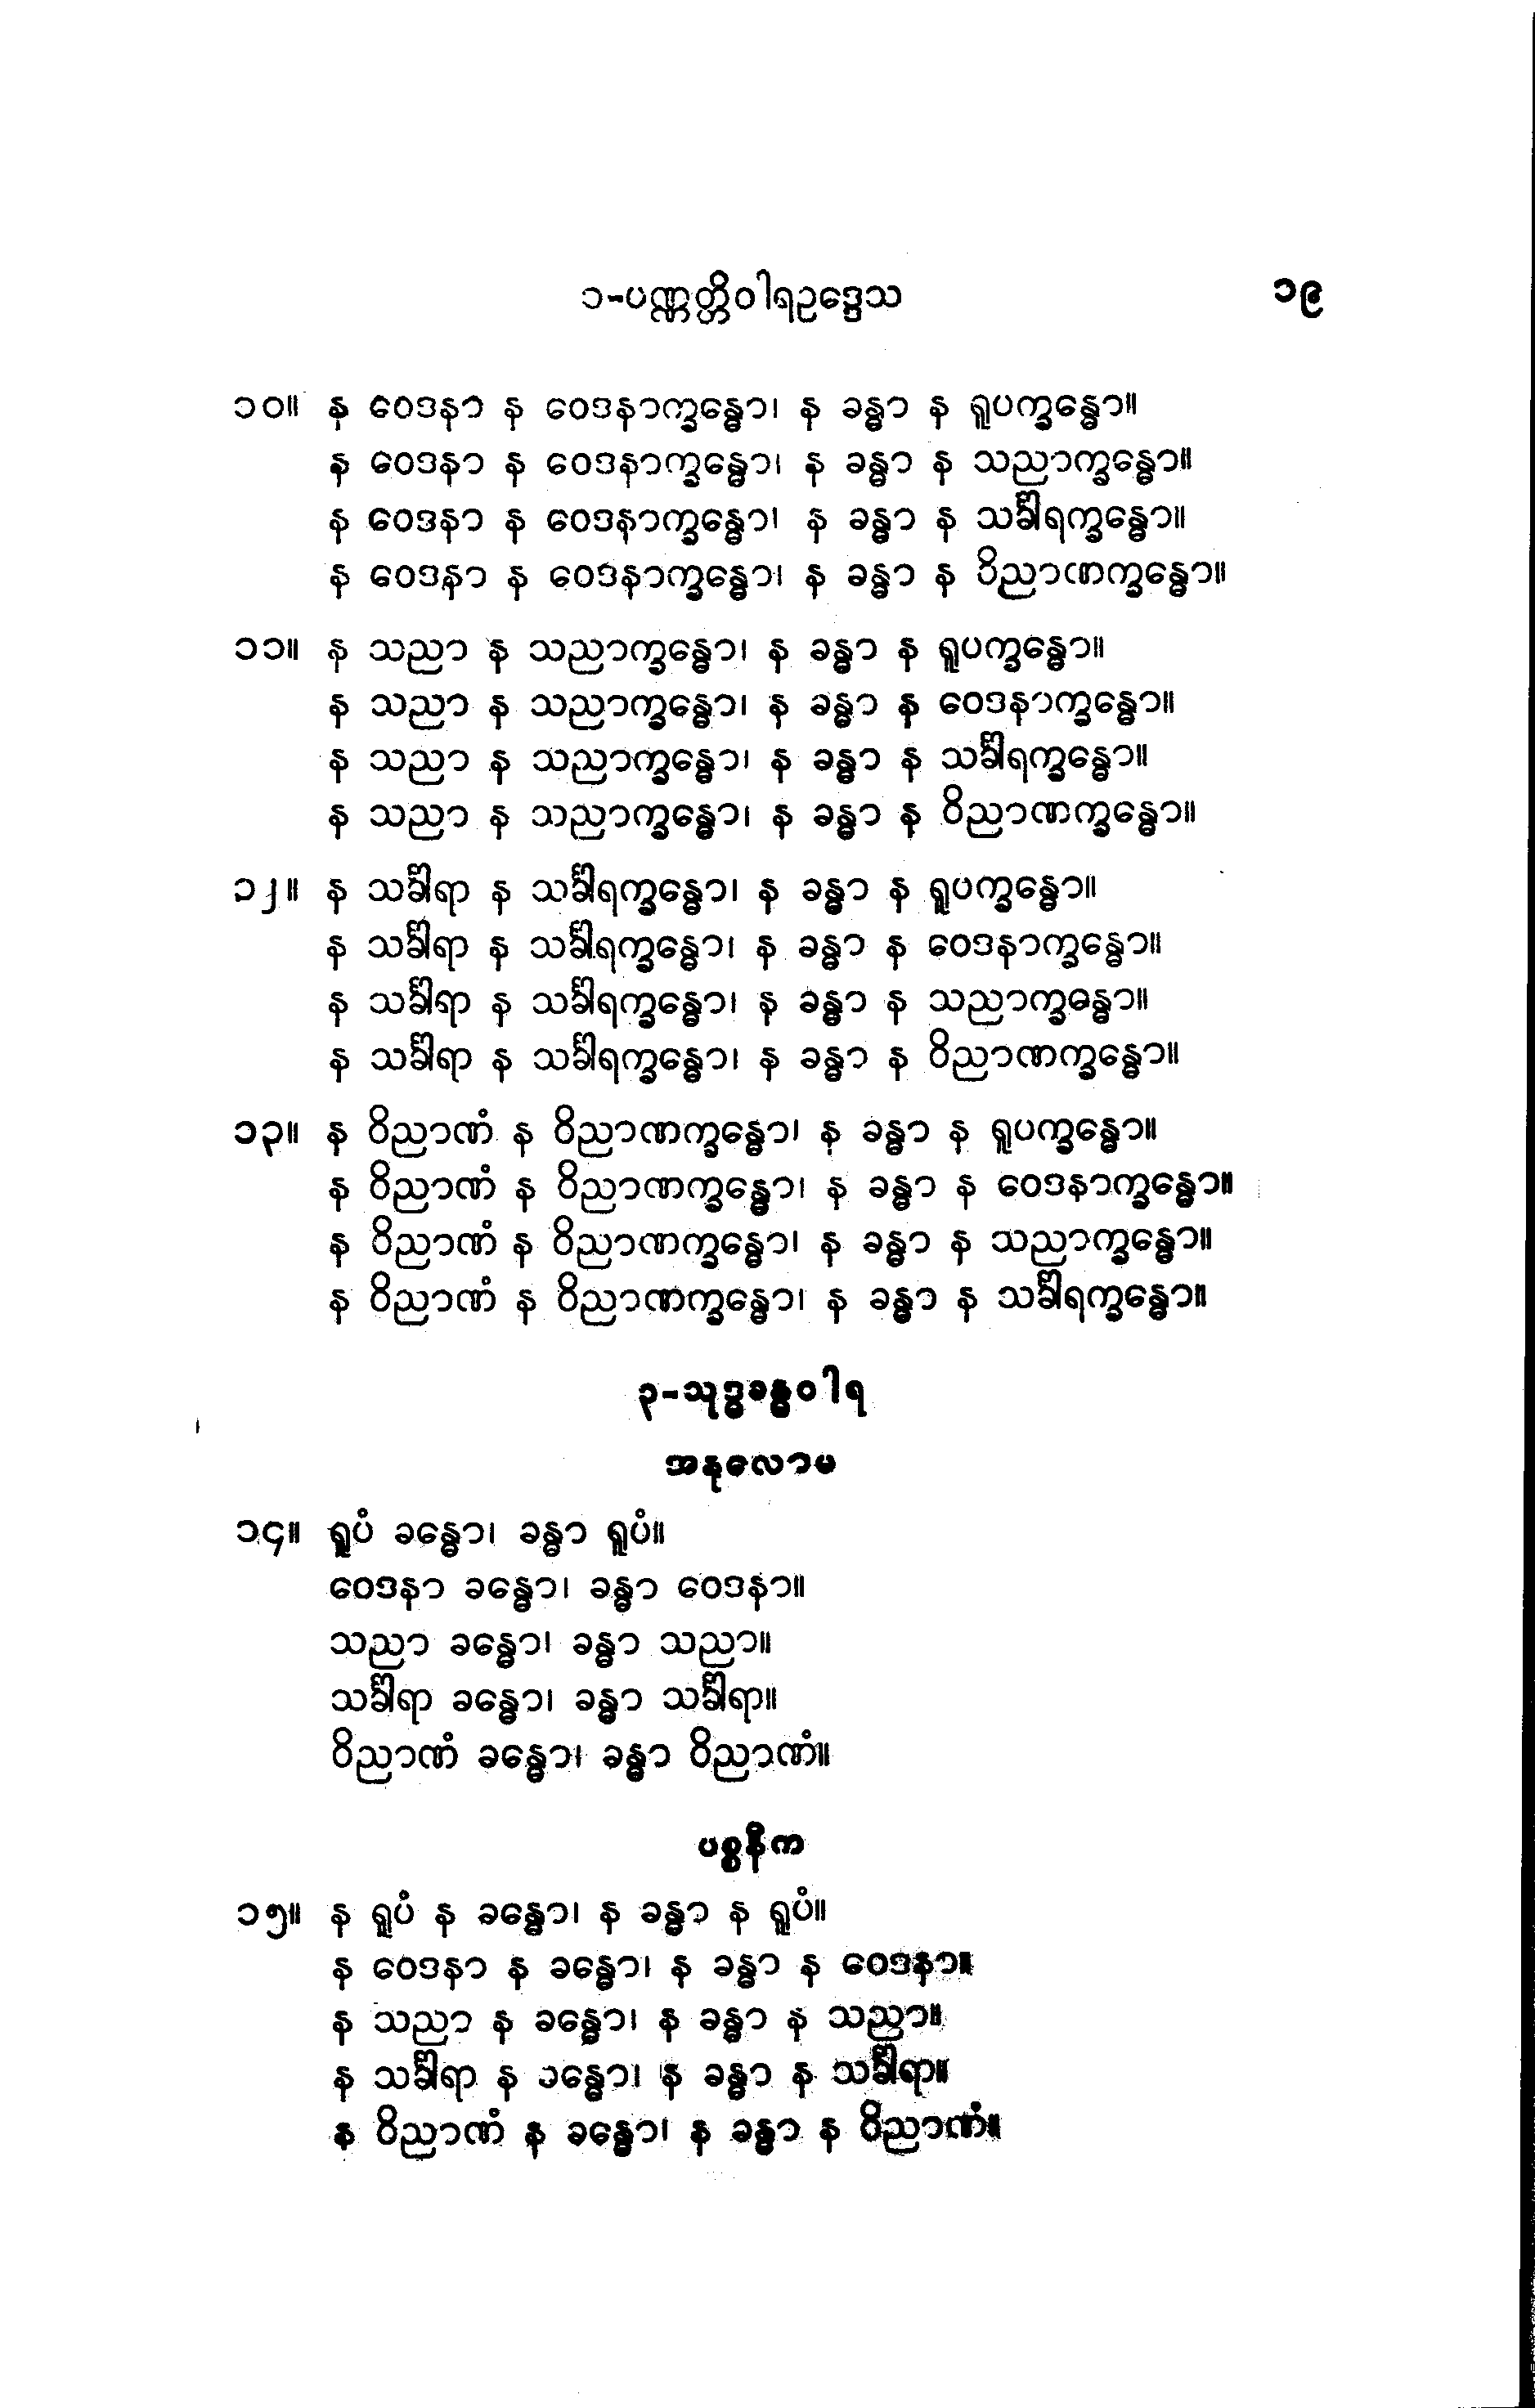 ၁-ပဏ္ဏတ္တိဝါရဥဒ္ဒေသ ၁၉
၁၀။ န ဝေဒနာ န ဝေဒနာက္ခန္ဓော၊ န ခန္ဓာ န ရူပက္ခန္ဓော။
န ဝေဒနာ န ဝေဒနာက္ခန္ဓော၊ န ခန္ဓာ န သညာက္ခန္ဓော။
န ဝေဒနာ န ဝေဒနာက္ခန္ဓော၊ န ခန္ဓာ န သင်္ခါရက္ခန္ဓော။
န ဝေဒနာ န ဝေဒနာက္ခန္ဓော၊ န ခန္ဓာ န ဝိညာဏက္ခန္ဓော။
၁၁။ န သညာ န သညာက္ခန္ဓော၊ န ခန္ဓာ န ရူပက္ခန္ဓော။
န သညာ န သညာက္ခန္ဓော၊ န ခန္ဓာ န ဝေဒနာက္ခန္ဓော။
န သညာ န သညာက္ခန္ဓော၊ န ခန္ဓာ န သင်္ခါရက္ခန္ဓော။
န သညာ န သညာက္ခန္ဓော၊ န ခန္ဓာ န ဝိညာဏက္ခန္ဓော။
၁၂။ န သင်္ခါရာ န သင်္ခါရက္ခန္ဓော၊ န ခန္ဓာ န ရူပက္ခန္ဓော။
န သင်္ခါရာ န သင်္ခါရက္ခန္ဓော၊ န ခန္ဓာ န ဝေဒနာက္ခန္ဓော။
န သင်္ခါရာ န သင်္ခါရက္ခန္ဓော၊ န ခန္ဓာ န သညာက္ခန္ဓော။
န သင်္ခါရာ န သင်္ခါရက္ခန္ဓော၊ န ခန္ဓာ န ဝိညာဏက္ခန္ဓော။
၁၃။ န ဝိညာဏံ န ဝိညာဏက္ခန္ဓော၊ န ခန္ဓာ န ရူပက္ခန္ဓော။
န ဝိညာဏံ န ဝိညာဏက္ခန္ဓော၊ န ခန္ဓာ န ဝေဒနာက္ခန္ဓော။
န ဝိညာဏံ န ဝိညာဏက္ခန္ဓော၊ န ခန္ဓာ န သညာက္ခန္ဓော။
န ဝိညာဏံ န ဝိညာဏက္ခန္ဓော၊ န ခန္ဓာ န သင်္ခါရက္ခန္ဓော။
၃-သုဒ္ဓခန္ဓဝါရ
အနုလောမ
၁၄။ ရူပံ ခန္ဓော၊ ခန္ဓာ ရူပံ။
ဝေဒနာ ခန္ဓော၊ ခန္ဓာ ဝေဒနာ။
သညာ ခန္ဓော၊ ခန္ဓာ သညာ။
သင်္ခါရာ ခန္ဓော၊ ခန္ဓာ သင်္ခါရာ။
ဝိညာဏံ ခန္ဓော၊ ခန္ဓာ ဝိညာဏံ။
ပစ္စနီက
၁၅။ န ရူပံ န ခန္ဓော၊ န ခန္ဓာ န ရူပံ။
န ဝေဒနာ န ခန္ဓော၊ န ခန္ဓာ န ဝေဒနာ။
န သညာ န ခန္ဓော၊ န ခန္ဓာ န သညာ။
န သင်္ခါရာ န ခန္ဓော၊ န ခန္ဓာ န သင်္ခါရာ။
န ဝိညာဏံ န ခန္ဓော၊ န ခန္ဓာ န ဝိညာဏံ။